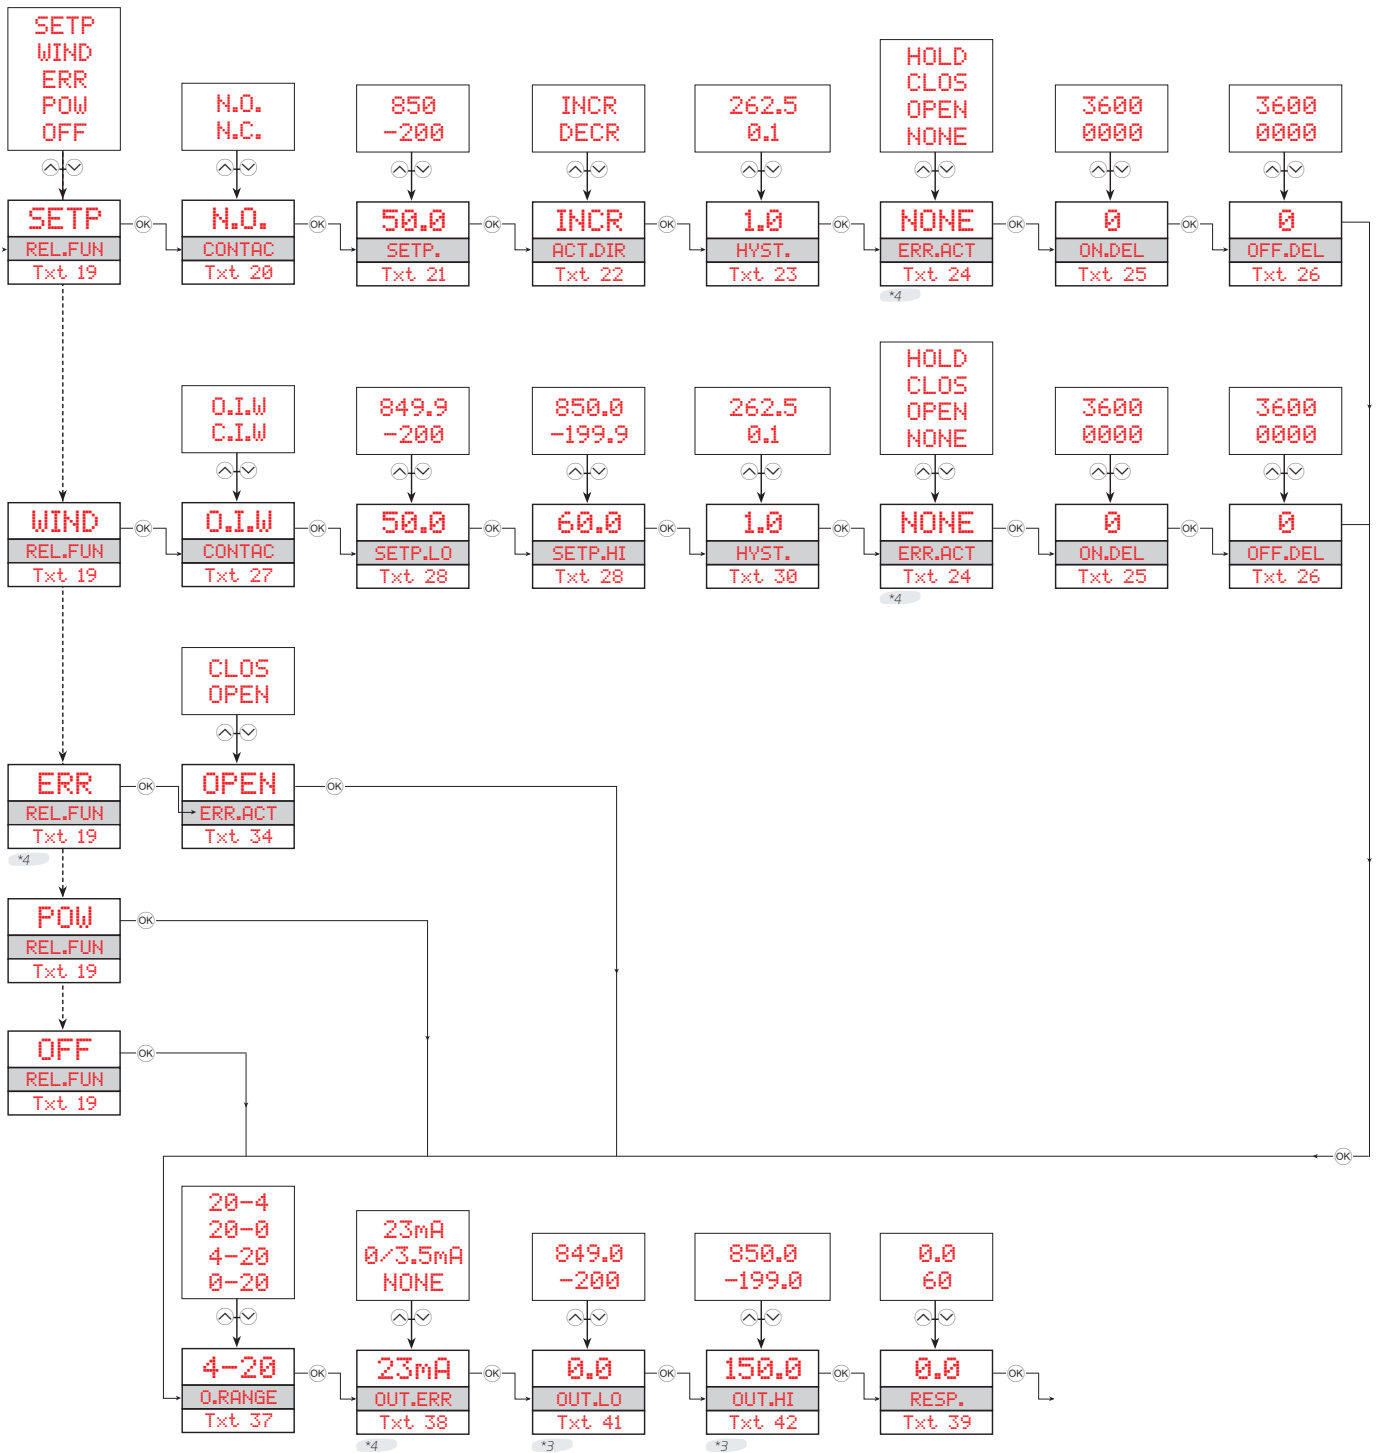 SETP
WIND
ERR
POW
OFF
N.O.
N.C.
850
-200
INCR
DECR
262.5
0.1
HOLD
CLOS
OPEN
NONE
3600
0000
3600
0000
SETP
REL.FUN
Txt 19
OK
N.O.
CONTAC
Txt 20
OK
50.0
SETP.
Txt 21
OK
INCR
ACT.DIR
Txt 22
OK
1.0
HYST.
Txt 23
OK
NONE
ERR.ACT
Txt 24
*4
OK
0
ON.DEL
Txt 25
OK
0
OFF.DEL
Txt 26
O.I.W
C.I.W
849.9
-200
850.0
-199.9
262.5
0.1
HOLD
CLOS
OPEN
NONE
3600
0000
3600
0000
WIND
REL.FUN
Txt 19
OK
O.I.W
CONTAC
Txt 27
OK
50.0
SETP.LO
Txt 28
OK
60.0
SETP.HI
Txt 28
OK
1.0
HYST.
Txt 30
OK
NONE
ERR.ACT
Txt 24
*4
OK
0
ON.DEL
Txt 25
OK
0
OFF.DEL
Txt 26
CLOS
OPEN
ERR
REL.FUN
Txt 19
*4
OK
OPEN
ERR.ACT
Txt 34
OK
POW
REL.FUN
Txt 19
OK
OFF
REL.FUN
Txt 19
OK
OK
20-4
20-0
4-20
0-20
23mA
0/3.5mA
NONE
849.0
-200
850.0
-199.0
0.0
60
4-20
O.RANGE
Txt 37
OK
23mA
OUT.ERR
Txt 38
*4
OK
0.0
OUT.LO
Txt 41
*3
OK
150.0
OUT.HI
Txt 42
*3
OK
0.0
RESP.
Txt 39
OK